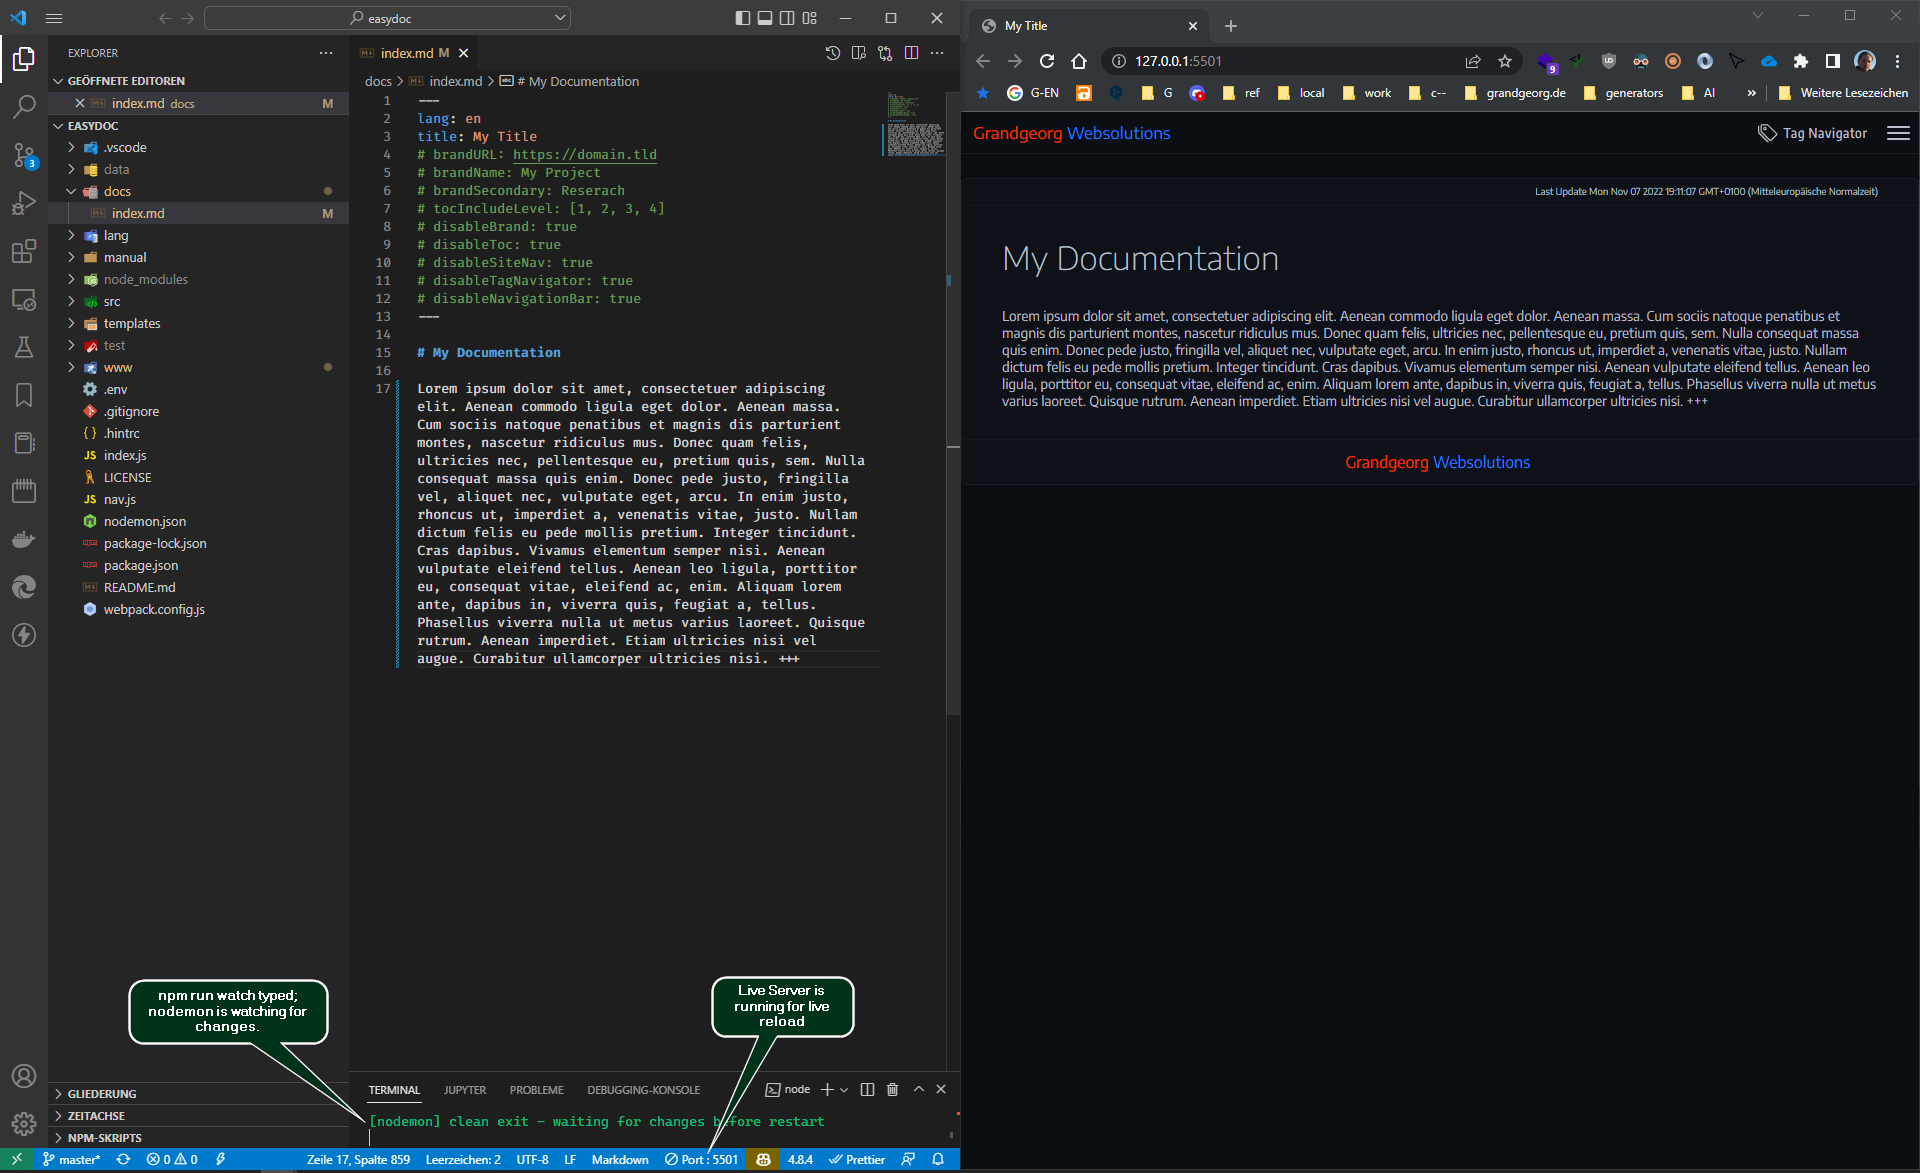 easydoc
EXPLORER
GEÖFFNETE EDITOREN
index.md docs M
EASYDOC
.vscode
data
docs
index.md M
lang
manual
node_modules
src
templates
test
www
.env
.gitignore
{ } .hintrc
JS index.js
LICENSE
JS nav.js
nodemon.json
package-lock.json
package.json
README.md
webpack.config.js
3
GLIEDERUNG
ZEITACHSE
NPM-SKRIPTS
index.md M
docs > index.md > # My Documentation
1 ---
2 lang: en
3 title: My Title
4 # brandURL: https://domain.tld
5 # brandName: My Project
6 # brandSecondary: Reserach
7 # tocIncludeLevel: [1, 2, 3, 4]
8 # disableBrand: true
9 # disableToc: true
10 # disableSiteNav: true
11 # disableTagNavigator: true
12 # disableNavigationBar: true
13 ---
14
15 # My Documentation
16
17 Lorem ipsum dolor sit amet, consectetuer adipiscing
elit. Aenean commodo ligula eget dolor. Aenean massa.
Cum sociis natoque penatibus et magnis dis parturient
montes, nascetur ridiculus mus. Donec quam felis,
ultricies nec, pellentesque eu, pretium quis, sem. Nulla
consequat massa quis enim. Donec pede justo, fringilla
vel, aliquet nec, vulputate eget, arcu. In enim justo,
rhoncus ut, imperdiet a, venenatis vitae, justo. Nullam
dictum felis eu pede mollis pretium. Integer tincidunt.
Cras dapibus. Vivamus elementum semper nisi. Aenean
vulputate eleifend tellus. Aenean leo ligula, porttitor
eu, consequat vitae, eleifend ac, enim. Aliquam lorem
ante, dapibus in, viverra quis, feugiat a, tellus.
Phasellus viverra nulla ut metus varius laoreet. Quisque
rutrum. Aenean imperdiet. Etiam ultricies nisi vel
augue. Curabitur ullamcorper ultricies nisi. +++
npm run watch typed;
nodemon is watching for
changes.
Live Server is
running for live
reload
TERMINAL JUPYTER PROBLEME DEBUGGING-KONSOLE node
[nodemon] clean exit - waiting for changes before restart
master* 0 0 Zeile 17, Spalte 859 Leerzeichen: 2 UTF-8 LF Markdown Port : 5501 4.8.4 Prettier
My Title
127.0.0.1:5501
9
G-EN G ref local work c-- grandgeorg.de generators AI » Weitere Lesezeichen
Grandgeorg Websolutions Tag Navigator
Last Update Mon Nov 07 2022 19:11:07 GMT+0100 (Mitteleuropäische Normalzeit)
My Documentation
Lorem ipsum dolor sit amet, consectetuer adipiscing elit. Aenean commodo ligula eget dolor. Aenean massa. Cum sociis natoque penatibus et
magnis dis parturient montes, nascetur ridiculus mus. Donec quam felis, ultricies nec, pellentesque eu, pretium quis, sem. Nulla consequat massa
quis enim. Donec pede justo, fringilla vel, aliquet nec, vulputate eget, arcu. In enim justo, rhoncus ut, imperdiet a, venenatis vitae, justo. Nullam
dictum felis eu pede mollis pretium. Integer tincidunt. Cras dapibus. Vivamus elementum semper nisi. Aenean vulputate eleifend tellus. Aenean leo
ligula, porttitor eu, consequat vitae, eleifend ac, enim. Aliquam lorem ante, dapibus in, viverra quis, feugiat a, tellus. Phasellus viverra nulla ut metus
varius laoreet. Quisque rutrum. Aenean imperdiet. Etiam ultricies nisi vel augue. Curabitur ullamcorper ultricies nisi. +++
Grandgeorg Websolutions